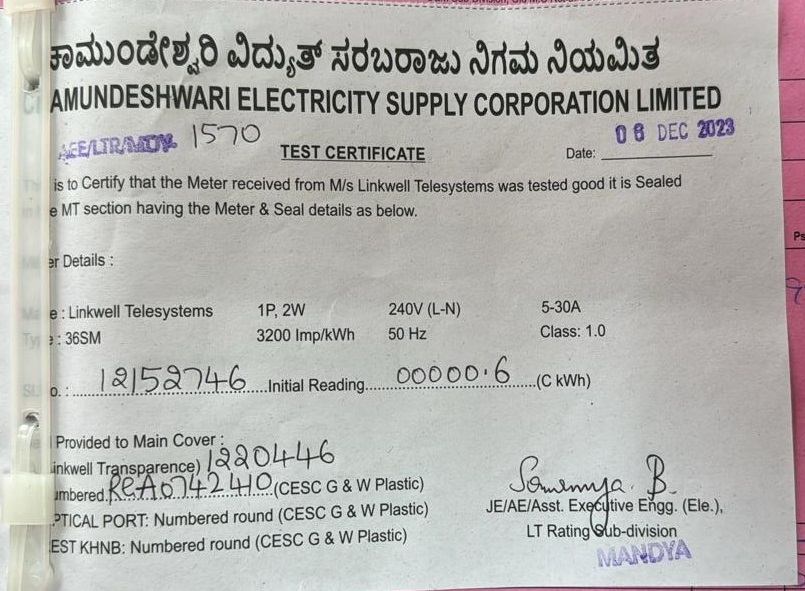 ಚಾಮುಂಡೇಶ್ವರಿ ವಿದ್ಯುತ್ ಸರಬರಾಜು ನಿಗಮ ನಿಯಮಿತ
AMUNDESHWARI ELECTRICITY SUPPLY CORPORATION LIMITED
AEE/LTR/MDY. 1570
06 DEC 2023
TEST CERTIFICATE
Date:
is to Certify that the Meter received from M/s Linkwell Telesystems was tested good it is Sealed
e MT section having the Meter & Seal details as below.
er Details :
e : Linkwell Telesystems 1P, 2W 240V (L-N) 5-30A
e : 36SM 3200 Imp/kWh 50 Hz Class: 1.0
o. : 12152746 Initial Reading 00000.6 (C kWh)
Provided to Main Cover :
inkwell Transparence) 1220446
umbered. ReA0742410 (CESC G & W Plastic)
PTICAL PORT: Numbered round (CESC G & W Plastic)
EST KHNB: Numbered round (CESC G & W Plastic)
Sowmya. B.
JE/AE/Asst. Executive Engg. (Ele.),
LT Rating Sub-division
MANDYA